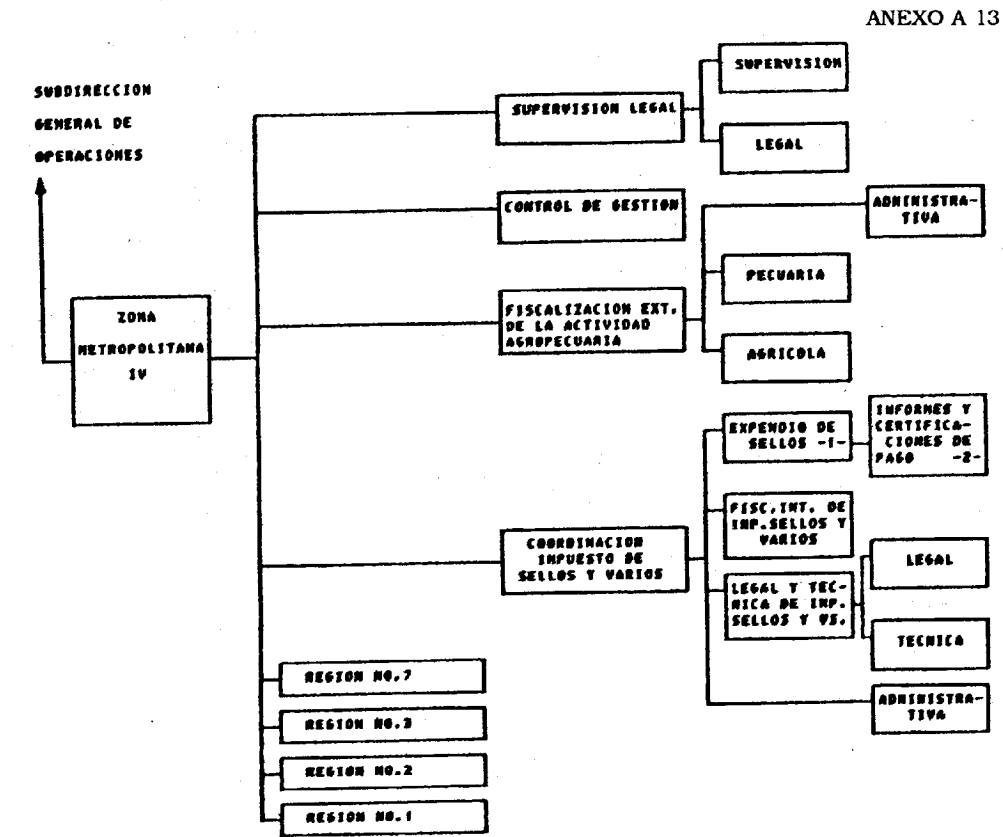 ANEXO A 13
SUBDIRECCION
GENERAL DE
OPERACIONES
ZONA
METROPOLITANA
IV
SUPERVISION LEGAL
SUPERVISION
LEGAL
CONTROL DE GESTION
FISCALIZACION EXT.
DE LA ACTIVIDAD
AGROPECUARIA
ADMINISTRA-
TIVA
PECUARIA
AGRICOLA
COORDINACION
IMPUESTO DE
SELLOS Y VARIOS
EXPENDIO DE
SELLOS -1-
INFORMES Y
CERTIFICA-
CIONES DE
PAGO -2-
FISC.INT. DE
IMP.SELLOS Y
VARIOS
LEGAL Y TEC-
NICA DE IMP.
SELLOS Y VS.
LEGAL
TECNICA
ADMINISTRA-
TIVA
REGION NO.7
REGION NO.3
REGION NO.2
REGION NO.1